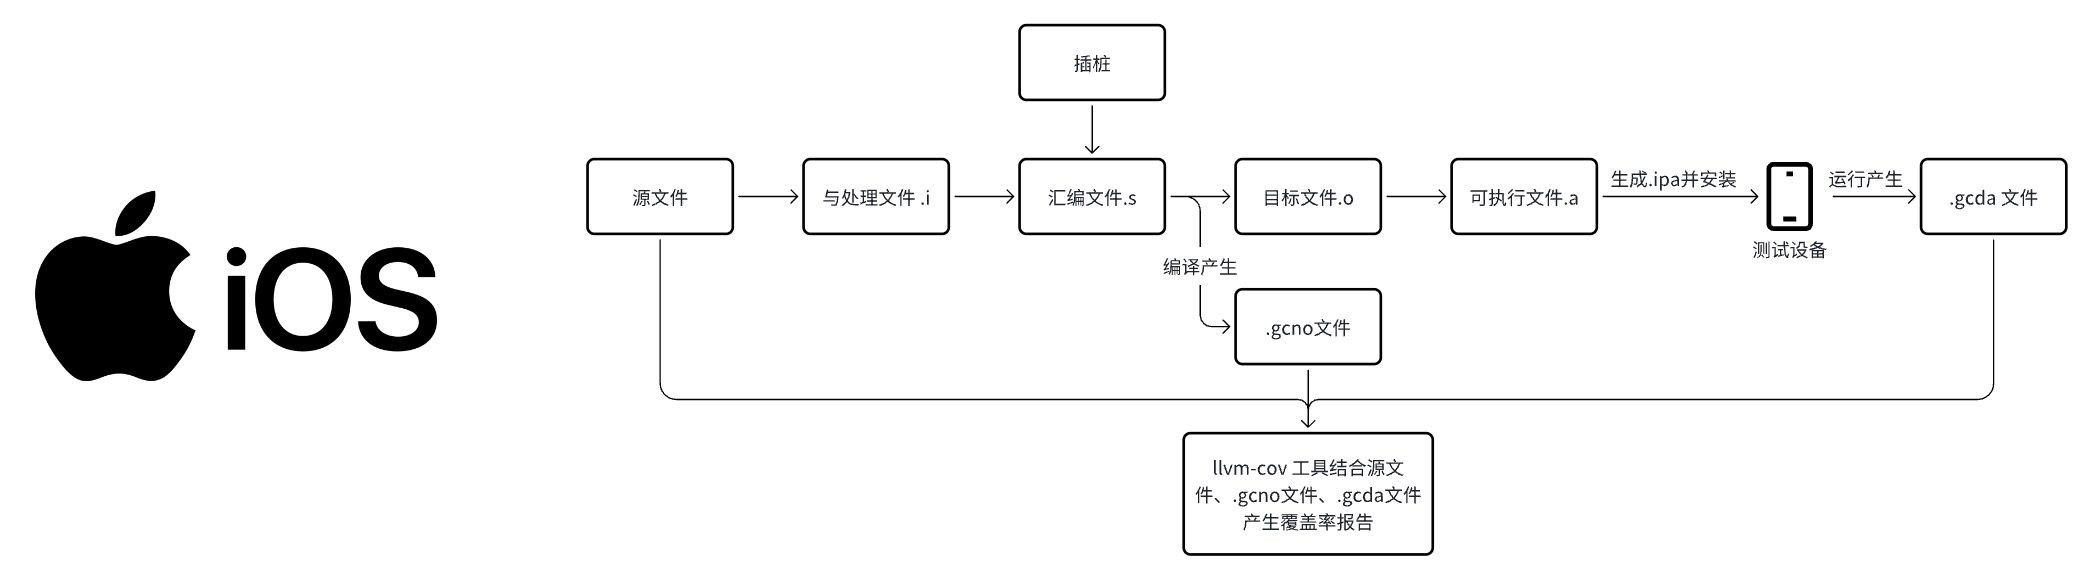 iOS
插桩
源文件
与处理文件 .i
汇编文件.s
目标文件.o
可执行文件.a
生成.ipa并安装
测试设备
运行产生
.gcda 文件
编译产生
.gcno文件
llvm-cov 工具结合源文
件、.gcno文件、.gcda文件
产生覆盖率报告